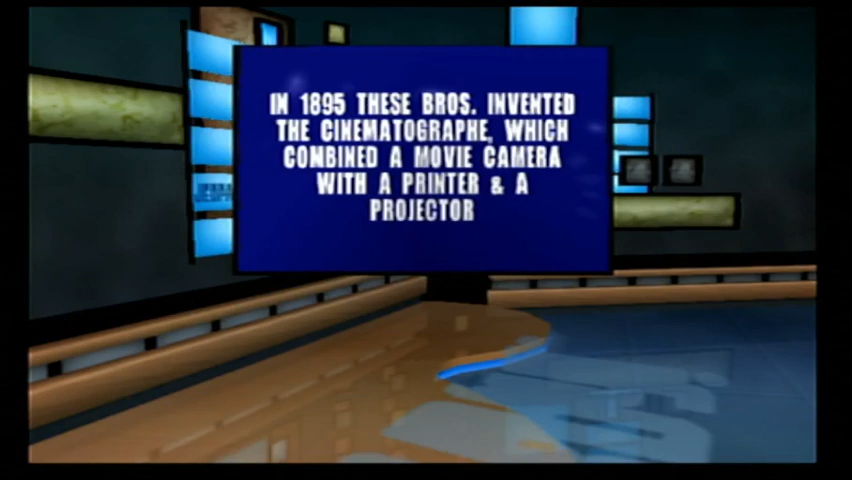 IN 1895 THESE BROS. INVENTED
THE CINEMATOGRAPHE, WHICH
COMBINED A MOVIE CAMERA
WITH A PRINTER & A
PROJECTOR